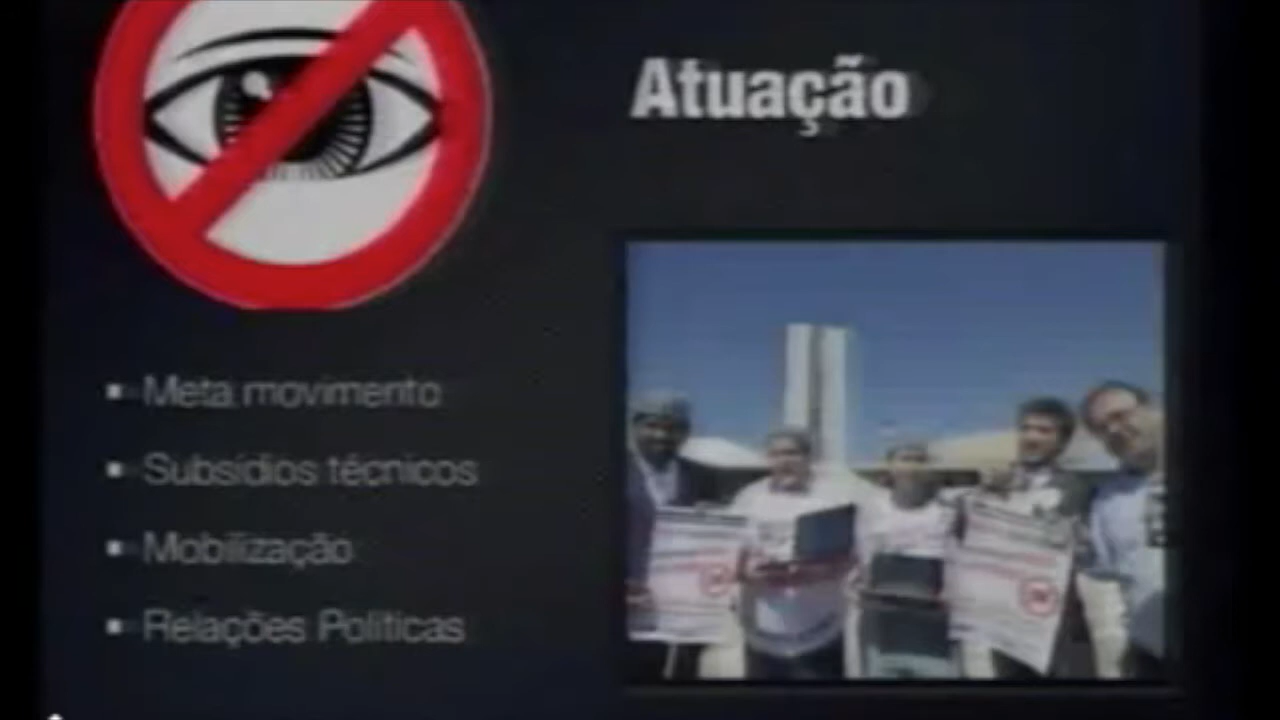 Atuação
Meta movimento
Subsídios técnicos
Mobilização
Relações Políticas